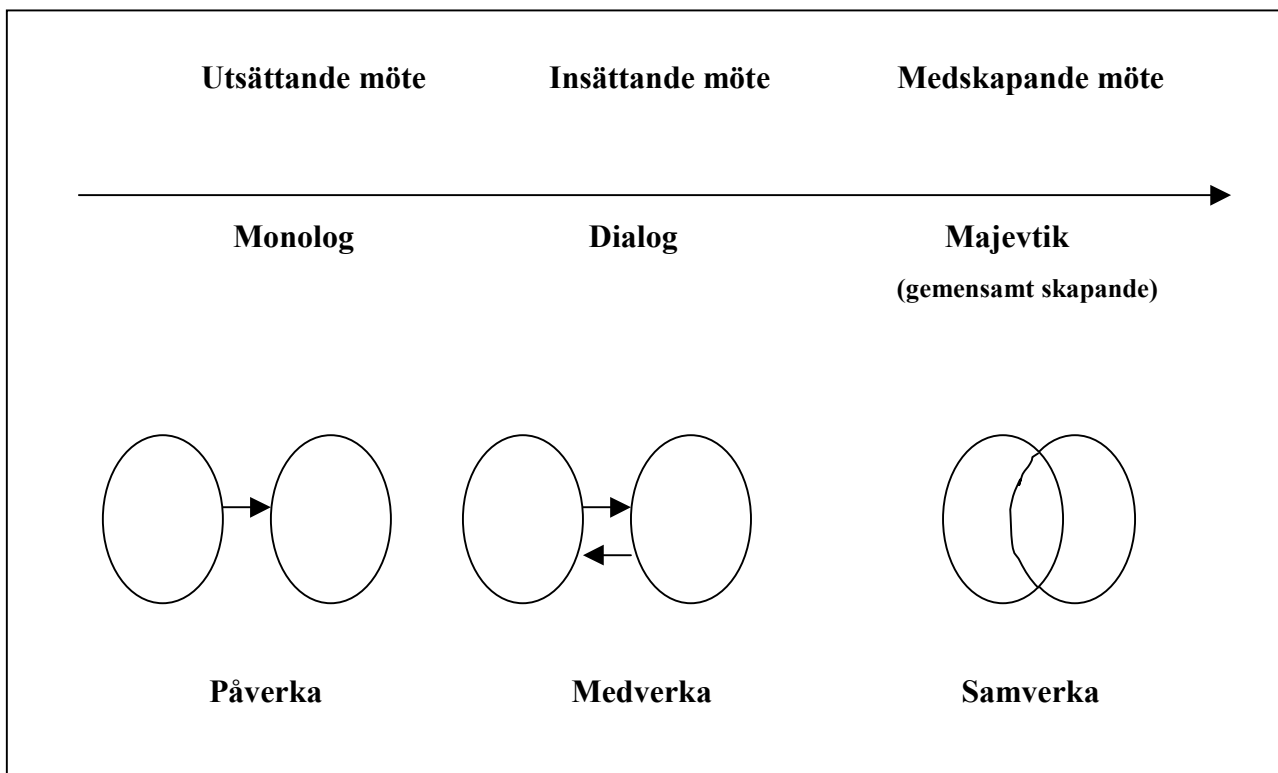 Utsättande möte Insättande möte Medskapande möte
Monolog Dialog Majevtik
(gemensamt skapande)
Påverka Medverka Samverka